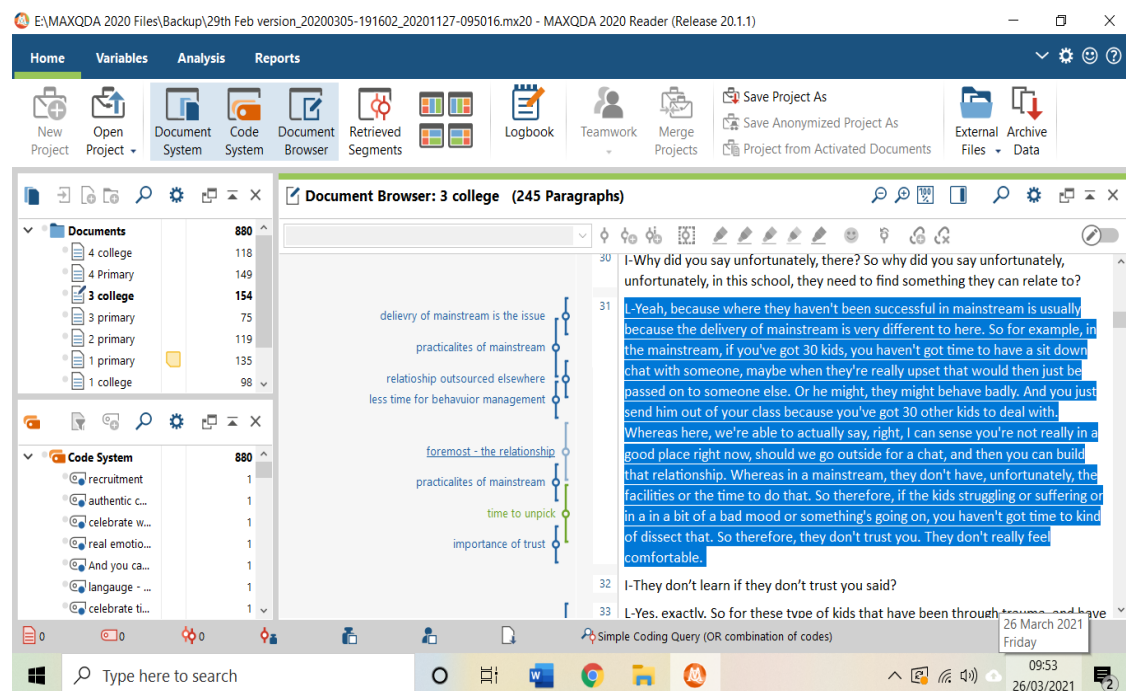 E:\MAXQDA 2020 Files\Backup\29th Feb version_20200305-191602_20201127-095016.mx20 - MAXQDA 2020 Reader (Release 20.1.1)
Home Variables Analysis Reports
New Project
Open Project
Document System
Code System
Document Browser
Retrieved Segments
Logbook
Teamwork
Merge Projects
Save Project As
Save Anonymized Project As
Project from Activated Documents
External Files
Archive Data
Documents 880
4 college 118
4 Primary 149
3 college 154
3 primary 75
2 primary 119
1 primary 135
1 college 98
Code System 880
recruitment 1
authentic c... 1
celebrate w... 1
real emotio... 1
And you ca... 1
langauge - ... 1
celebrate ti... 1
Document Browser: 3 college (245 Paragraphs)
delievry of mainstream is the issue
practicalites of mainstream
relatioship outsourced elsewhere
less time for behavuior management
foremost - the relationship
practicalites of mainstream
time to unpick
importance of trust
30 I-Why did you say unfortunately, there? So why did you say unfortunately,
unfortunately, in this school, they need to find something they can relate to?
31 L-Yeah, because where they haven't been successful in mainstream is usually
because the delivery of mainstream is very different to here. So for example, in
the mainstream, if you've got 30 kids, you haven't got time to have a sit down
chat with someone, maybe when they're really upset that would then just be
passed on to someone else. Or he might, they might behave badly. And you just
send him out of your class because you've got 30 other kids to deal with.
Whereas here, we're able to actually say, right, I can sense you're not really in a
good place right now, should we go outside for a chat, and then you can build
that relationship. Whereas in a mainstream, they don't have, unfortunately, the
facilities or the time to do that. So therefore, if the kids struggling or suffering or
in a in a bit of a bad mood or something's going on, you haven't got time to kind
of dissect that. So therefore, they don't trust you. They don't really feel
comfortable.
32 I-They don't learn if they don't trust you said?
33 L-Yes, exactly. So for these type of kids that have been through trauma, and have
26 March 2021
Friday
0 0 0 Simple Coding Query (OR combination of codes)
Type here to search
09:53
26/03/2021
2